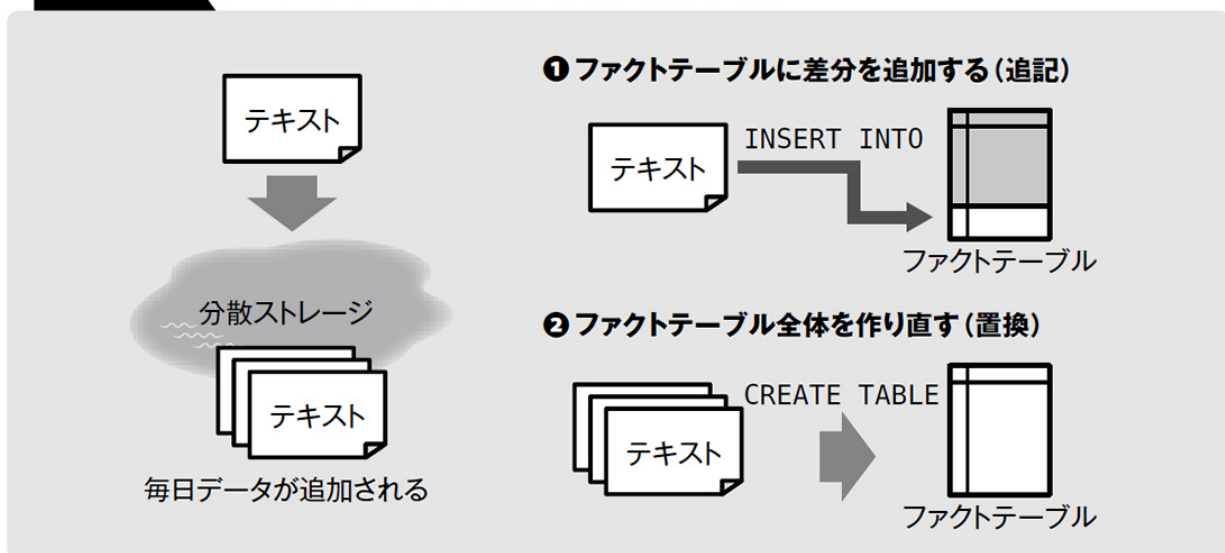 テキスト
分散ストレージ
テキスト
毎日データが追加される
❶ファクトテーブルに差分を追加する(追記)
テキスト
INSERT INTO
ファクトテーブル
❷ファクトテーブル全体を作り直す(置換)
テキスト
CREATE TABLE
ファクトテーブル